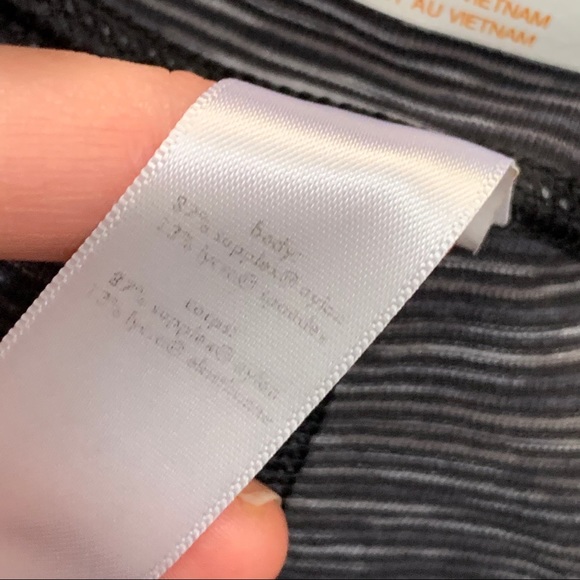 VIETNAM
AU VIETNAM
body
87% supplex® nylon
13% lycra® spandex
corps:
87% supplex® nylon
13% lycra® élasthanne